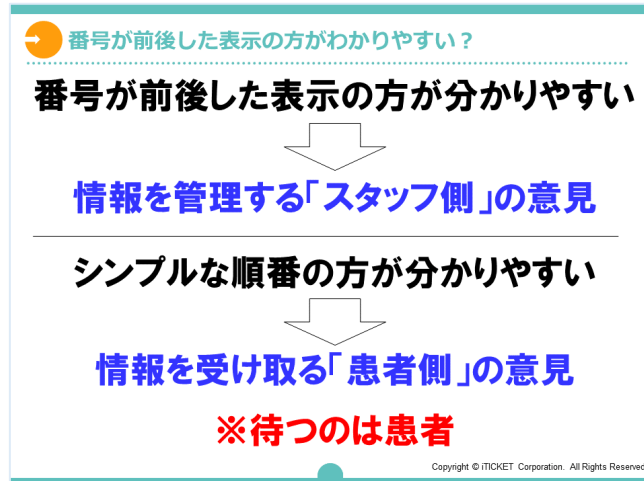 番号が前後した表示の方がわかりやすい？
番号が前後した表示の方が分かりやすい
情報を管理する「スタッフ側」の意見
シンプルな順番の方が分かりやすい
情報を受け取る「患者側」の意見
※待つのは患者
Copyright © iTICKET Corporation. All Rights Reserved